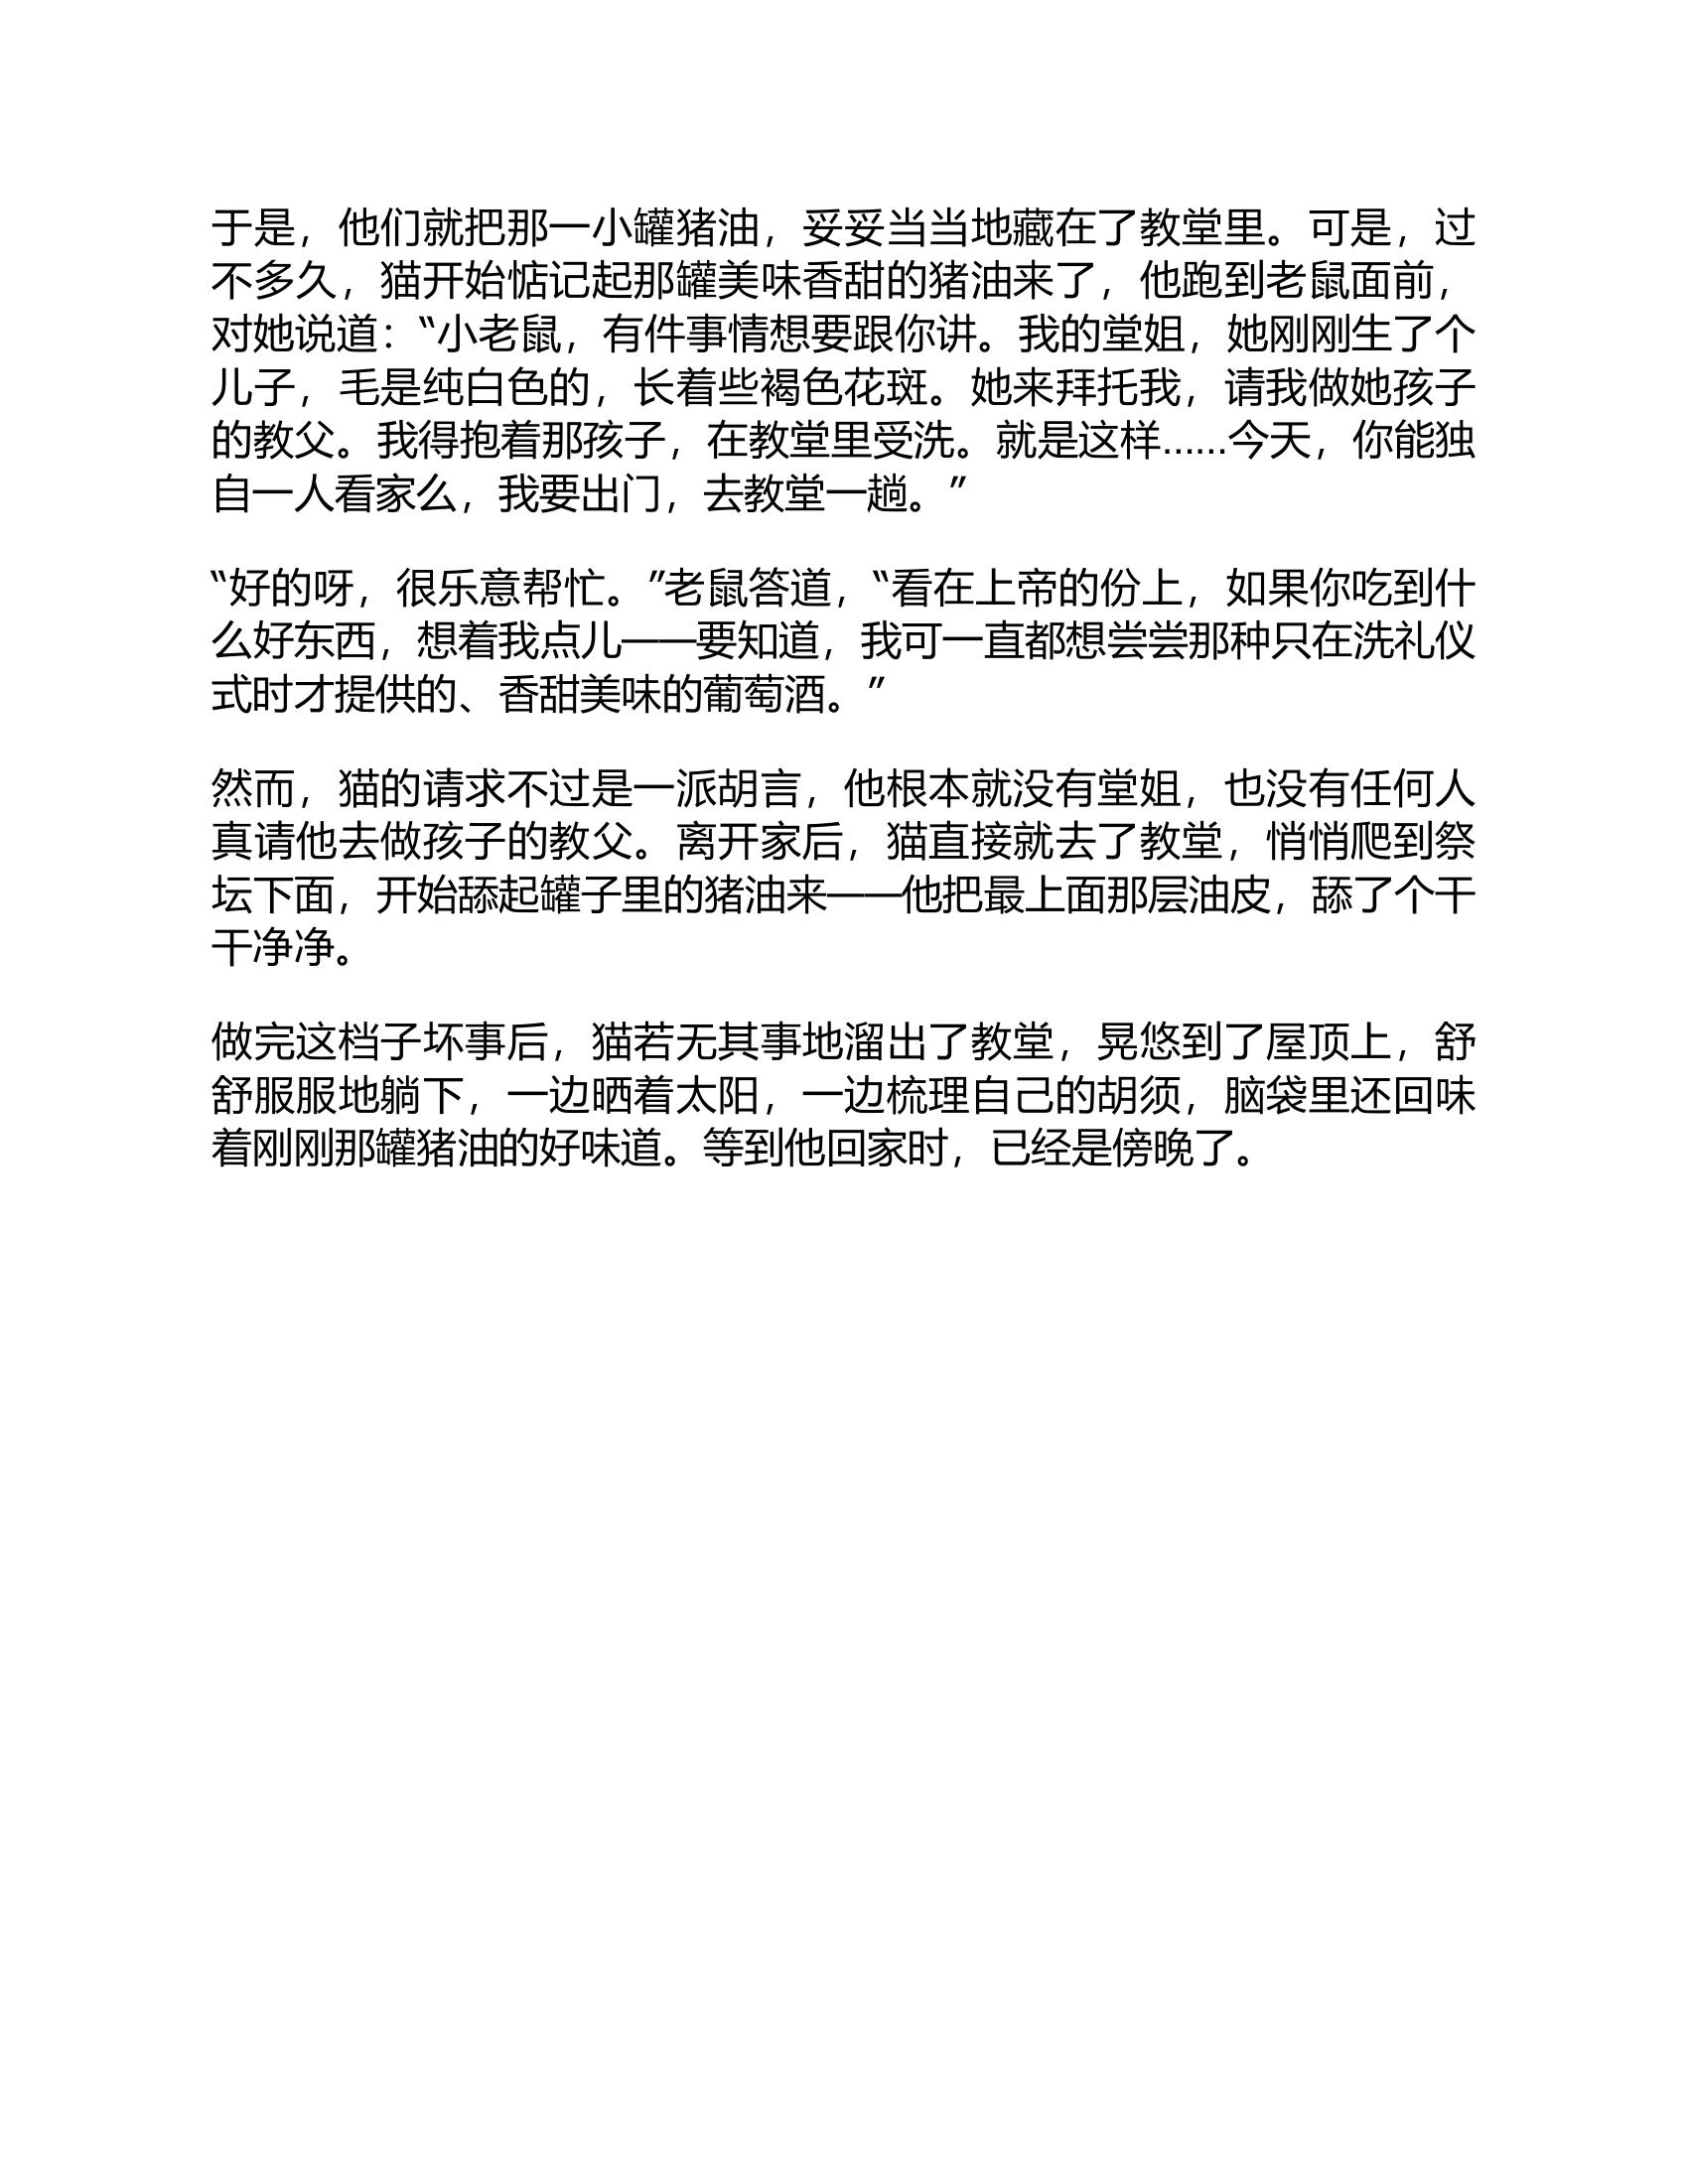 于是，他们就把那一小罐猪油，妥妥当当地藏在了教堂里。可是，过
不多久，猫开始惦记起那罐美味香甜的猪油来了，他跑到老鼠面前，
对她说道：“小老鼠，有件事情想要跟你讲。我的堂姐，她刚刚生了个
儿子，毛是纯白色的，长着些褐色花斑。她来拜托我，请我做她孩子
的教父。我得抱着那孩子，在教堂里受洗。就是这样……今天，你能独
自一人看家么，我要出门，去教堂一趟。”
“好的呀，很乐意帮忙。”老鼠答道，“看在上帝的份上，如果你吃到什
么好东西，想着我点儿——要知道，我可一直都想尝尝那种只在洗礼仪
式时才提供的、香甜美味的葡萄酒。”
然而，猫的请求不过是一派胡言，他根本就没有堂姐，也没有任何人
真请他去做孩子的教父。离开家后，猫直接就去了教堂，悄悄爬到祭
坛下面，开始舔起罐子里的猪油来——他把最上面那层油皮，舔了个干
干净净。
做完这档子坏事后，猫若无其事地溜出了教堂，晃悠到了屋顶上，舒
舒服服地躺下，一边晒着太阳，一边梳理自己的胡须，脑袋里还回味
着刚刚那罐猪油的好味道。等到他回家时，已经是傍晚了。